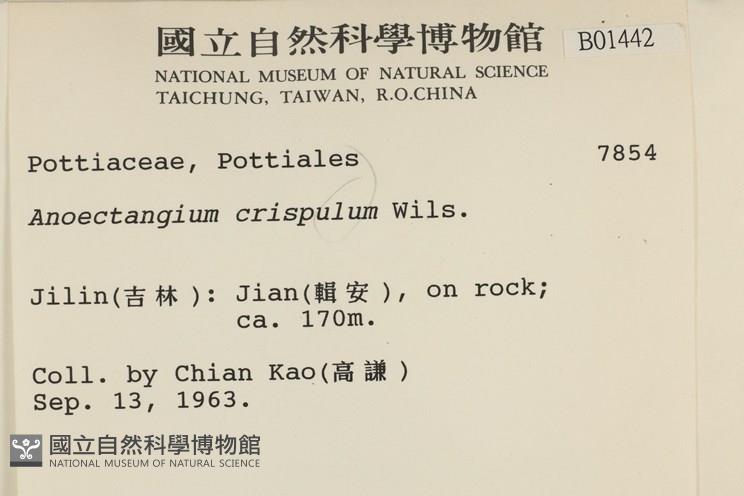 國立自然科學博物館
B01442
NATIONAL MUSEUM OF NATURAL SCIENCE
TAICHUNG, TAIWAN, R.O.CHINA
Pottiaceae, Pottiales 7854
Anoectangium crispulum Wils.
Jilin(吉林): Jian(輯安), on rock;
ca. 170m.
Coll. by Chian Kao(高謙)
Sep. 13, 1963.
國立自然科學博物館
NATIONAL MUSEUM OF NATURAL SCIENCE